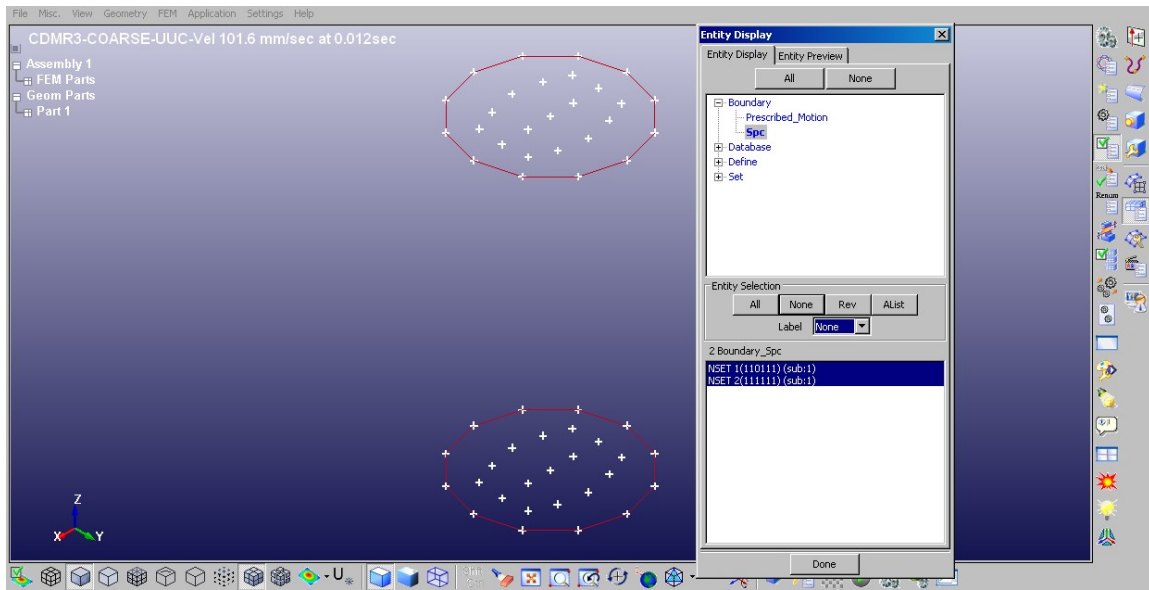 File Misc. View Geometry FEM Application Settings Help
CDMR3-COARSE-UUC-Vel 101.6 mm/sec at 0.012sec
Assembly 1
FEM Parts
Geom Parts
Part 1
Z
X
Y
Entity Display
Entity Display Entity Preview
All None
Boundary
Prescribed_Motion
Spc
Database
Define
Set
Entity Selection
All None Rev AList
Label None
2 Boundary_Spc
NSET 1(110111) (sub:1)
NSET 2(111111) (sub:1)
Done
Renum